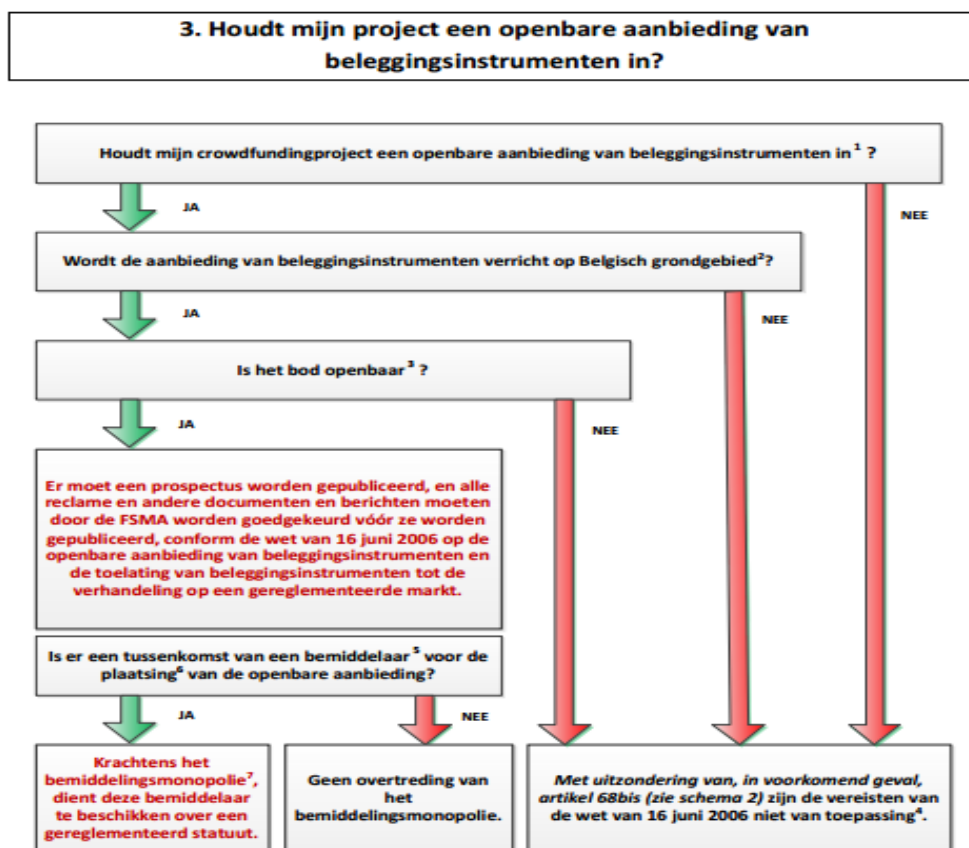 3. Houdt mijn project een openbare aanbieding van
beleggingsinstrumenten in?
Houdt mijn crowdfundingproject een openbare aanbieding van beleggingsinstrumenten in¹ ?
JA
NEE
Wordt de aanbieding van beleggingsinstrumenten verricht op Belgisch grondgebied²?
JA
NEE
Is het bod openbaar³ ?
JA
NEE
Er moet een prospectus worden gepubliceerd, en alle
reclame en andere documenten en berichten moeten
door de FSMA worden goedgekeurd vóór ze worden
gepubliceerd, conform de wet van 16 juni 2006 op de
openbare aanbieding van beleggingsinstrumenten en
de toelating van beleggingsinstrumenten tot de
verhandeling op een gereglementeerde markt.
Is er een tussenkomst van een bemiddelaar⁵ voor de
plaatsing⁶ van de openbare aanbieding?
JA
NEE
Krachtens het
bemiddelingsmonopolie⁷,
dient deze bemiddelaar
te beschikken over een
gereglementeerd statuut.
Geen overtreding van
het
bemiddelingsmonopolie.
Met uitzondering van, in voorkomend geval,
artikel 68bis (zie schema 2) zijn de vereisten van
de wet van 16 juni 2006 niet van toepassing⁴.